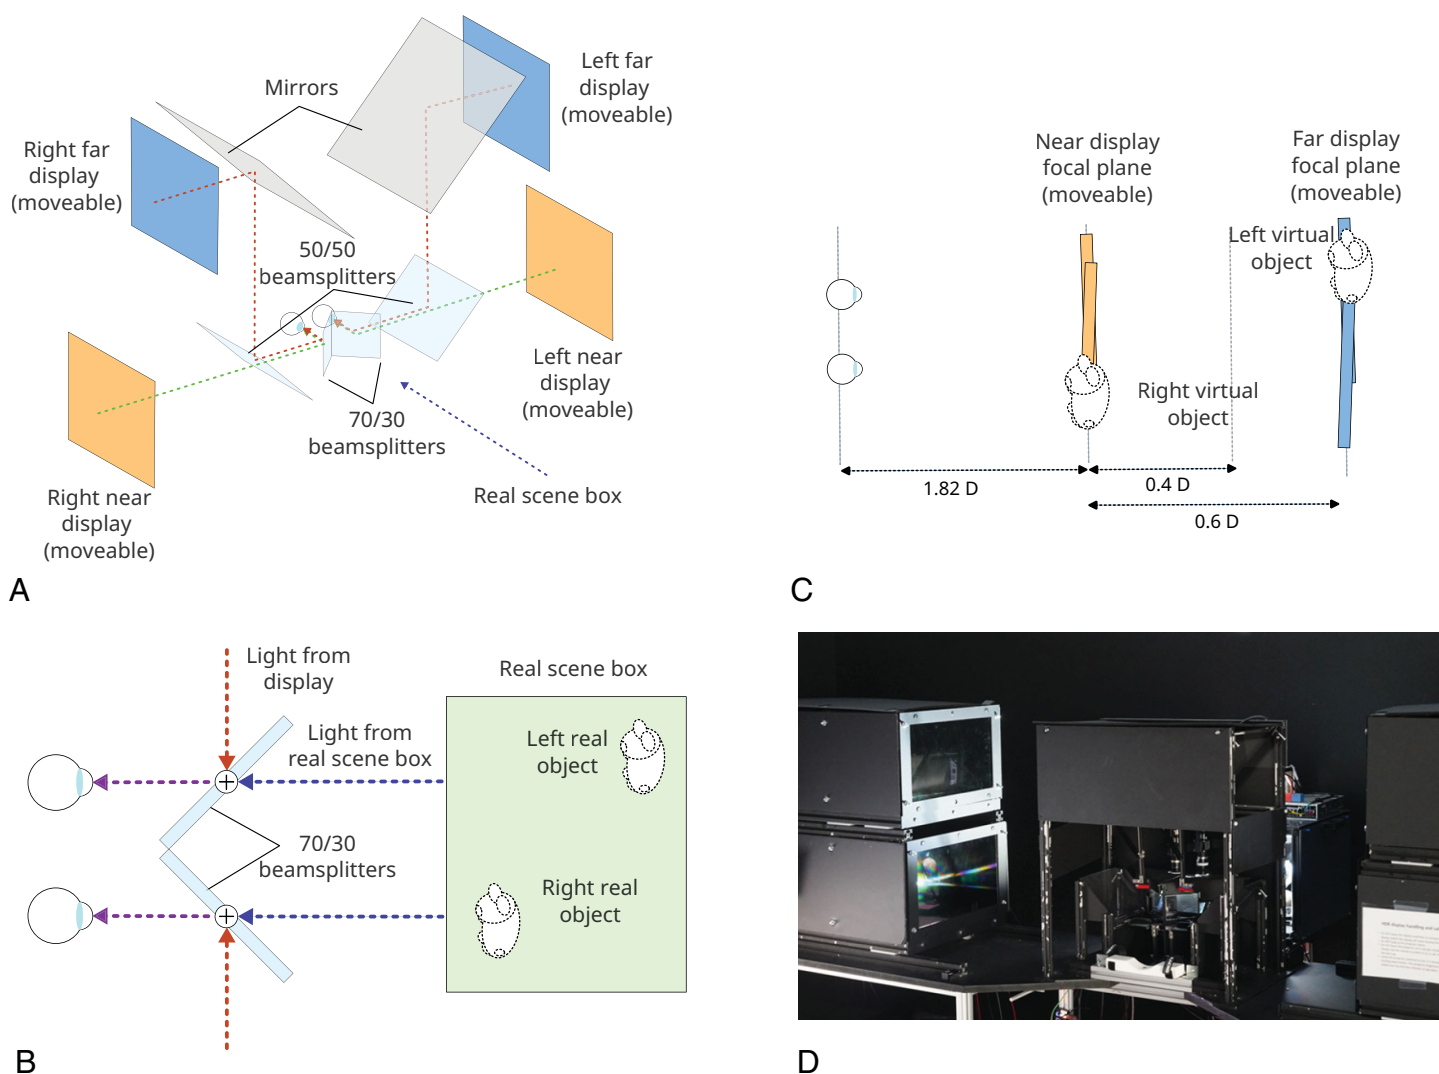 Mirrors
Left far
display
(moveable)
Right far
display
(moveable)
50/50
beamsplitters
Left near
display
(moveable)
70/30
beamsplitters
Real scene box
Right near
display
(moveable)
A
Near display
focal plane
(moveable)
Far display
focal plane
(moveable)
Left virtual
object
Right virtual
object
1.82 D
0.4 D
0.6 D
C
Light from
display
Real scene box
Light from
real scene box
Left real
object
70/30
beamsplitters
Right real
object
B
D